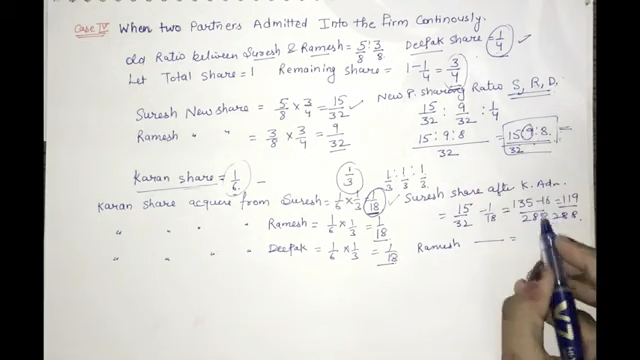 Case IV When two Partners Admitted Into the Firm Continously.
Old Ratio between Suresh & Ramesh = 5/8 : 3/8 Deepak Share = 1/4
Let Total Share = 1 Remaining share = 1 - 1/4 = 3/4
New P. sharing Ratio S, R, D.
Suresh New share = 5/8 × 3/4 = 15/32
15/32 : 9/32 : 1/4
Ramesh " " = 3/8 × 3/4 = 9/32
15 : 9 : 8 / 32 = 15 : 9 : 8 / 32 =
Karan share = 1/6 - 1/3 1/3 : 1/3 : 1/3
Karan share acquire from Suresh = 1/6 × 1/3 = 1/18 Suresh share after K. Adm.
= 15/32 - 1/18 = 135 - 16 / 288 = 119/288.
" " " " Ramesh = 1/6 × 1/3 = 1/18
" " " " Deepak = 1/6 × 1/3 = 1/18 Ramesh —— =
V7